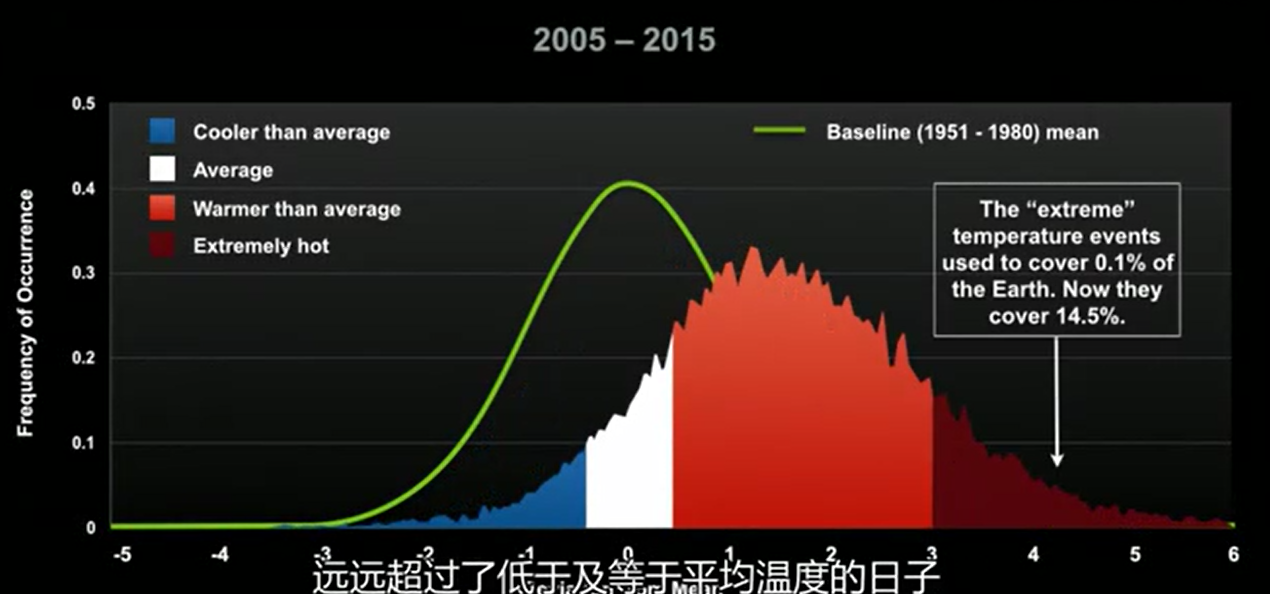 2005 – 2015
0.5
0.4
0.3
0.2
0.1
0
Frequency of Occurrence
Cooler than average
Average
Warmer than average
Extremely hot
Baseline (1951 - 1980) mean
The “extreme”
temperature events
used to cover 0.1% of
the Earth. Now they
cover 14.5%.
-5 -4 -3 -2 -1 0 1 2 3 4 5 6
远远超过了低于及等于平均温度的日子